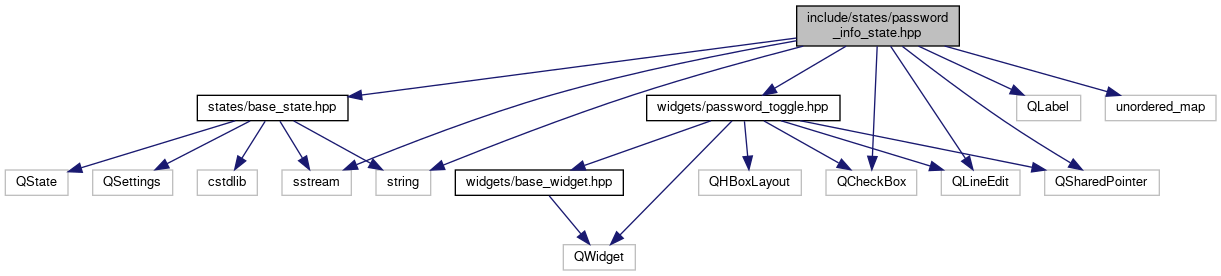 include/states/password
_info_state.hpp
states/base_state.hpp
widgets/password_toggle.hpp
QLabel
unordered_map
QState
QSettings
cstdlib
sstream
string
widgets/base_widget.hpp
QHBoxLayout
QCheckBox
QLineEdit
QSharedPointer
QWidget